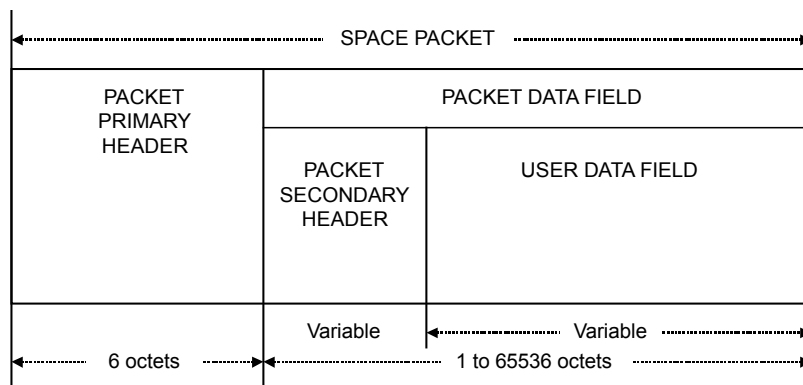 SPACE PACKET
PACKET
PRIMARY
HEADER
PACKET DATA FIELD
PACKET
SECONDARY
HEADER
USER DATA FIELD
Variable
Variable
6 octets
1 to 65536 octets